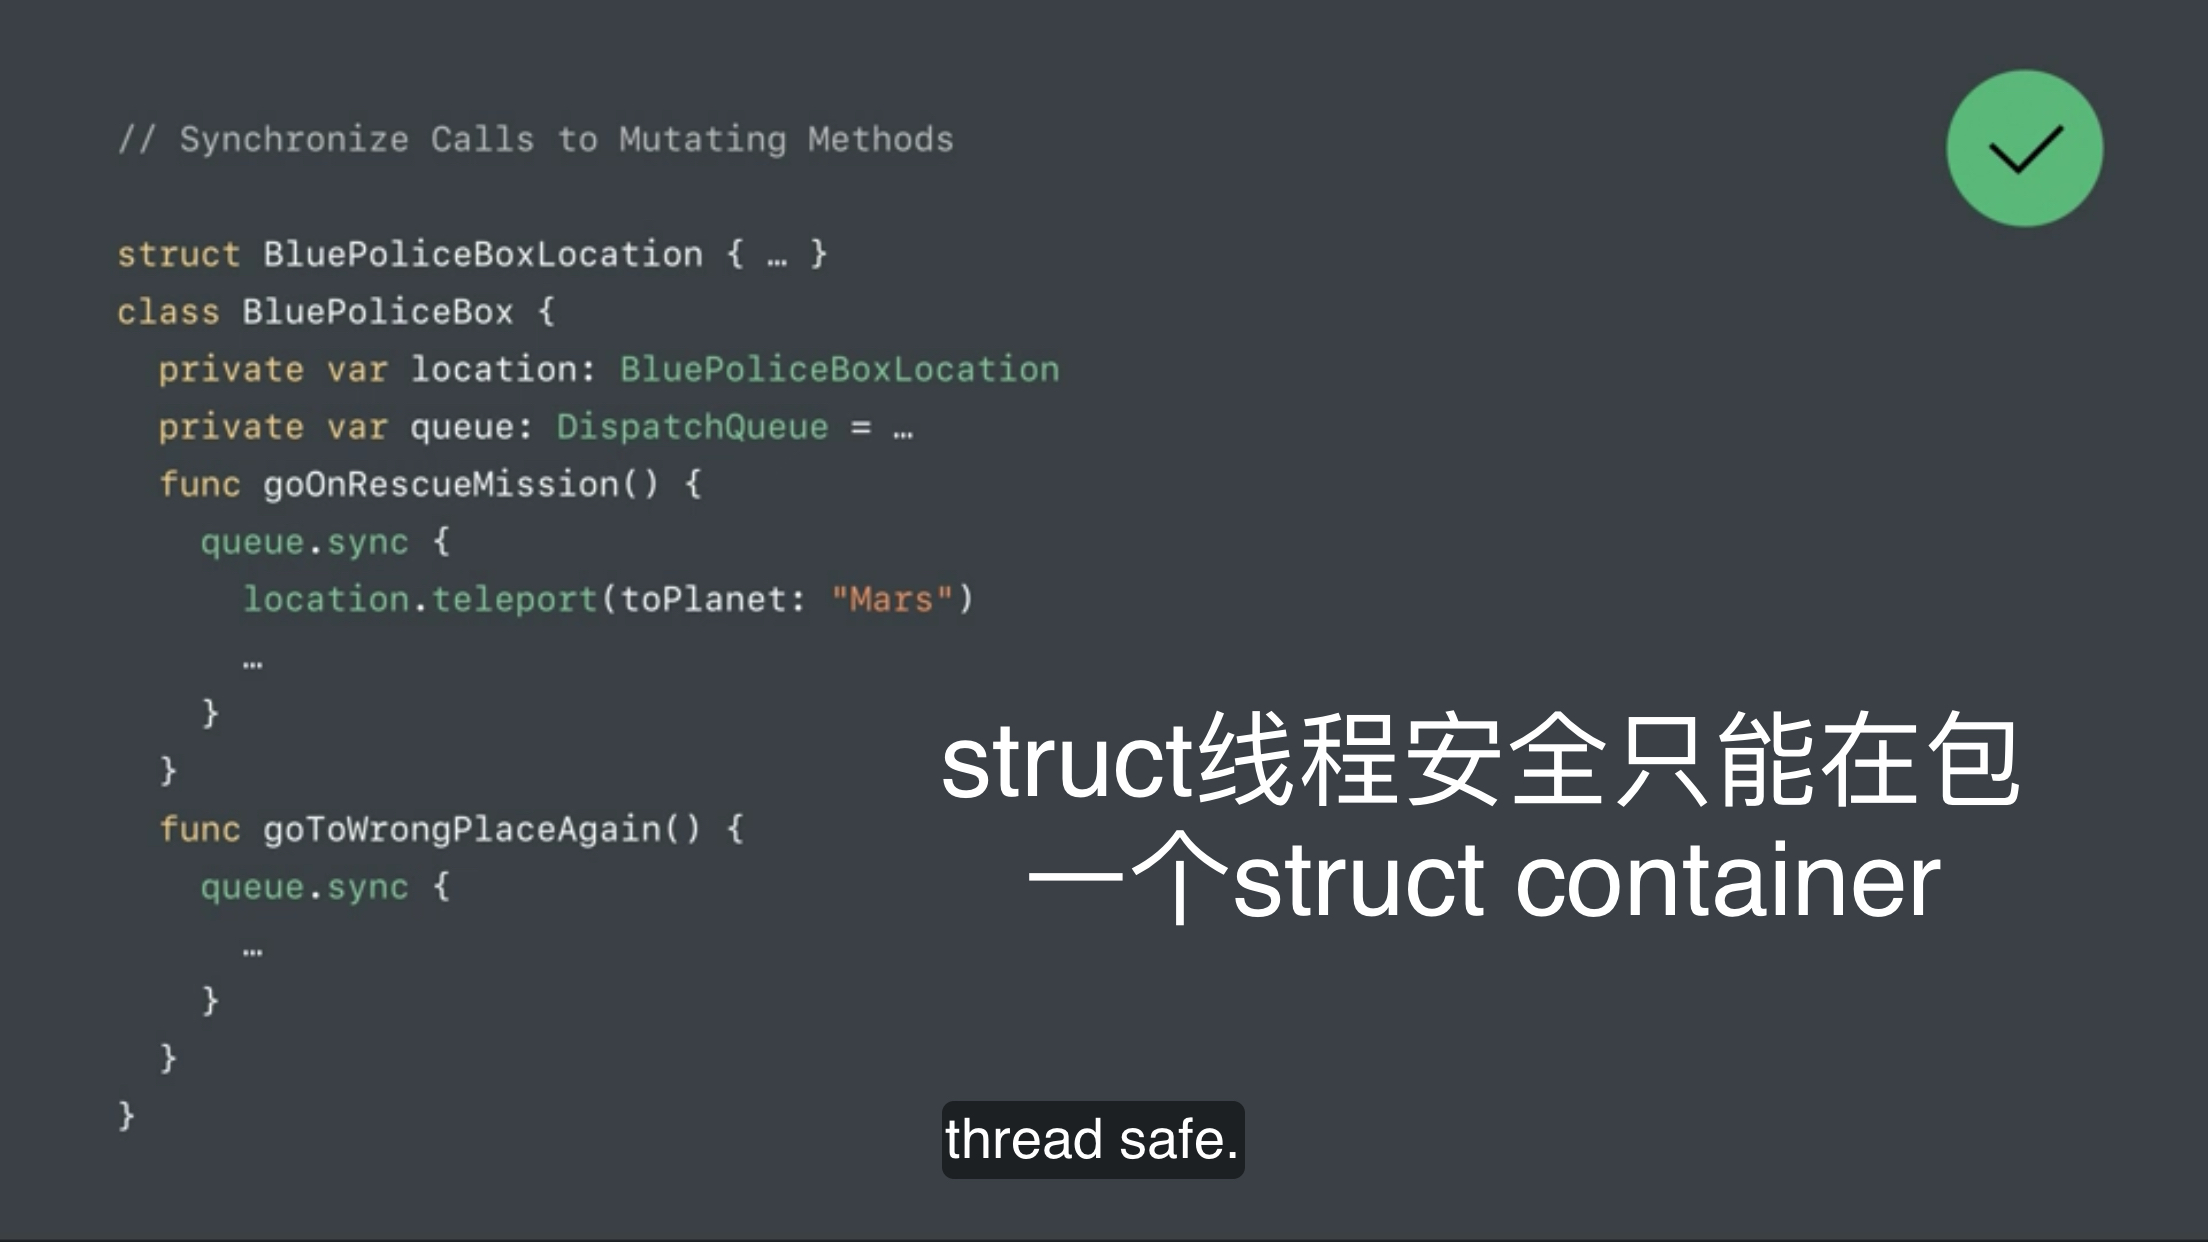 // Synchronize Calls to Mutating Methods
struct BluePoliceBoxLocation { … }
class BluePoliceBox {
  private var location: BluePoliceBoxLocation
  private var queue: DispatchQueue = …
  func goOnRescueMission() {
    queue.sync {
      location.teleport(toPlanet: "Mars")
      …
    }
  }
  func goToWrongPlaceAgain() {
    queue.sync {
      …
    }
  }
}
struct线程安全只能在包
一个struct container
thread safe.